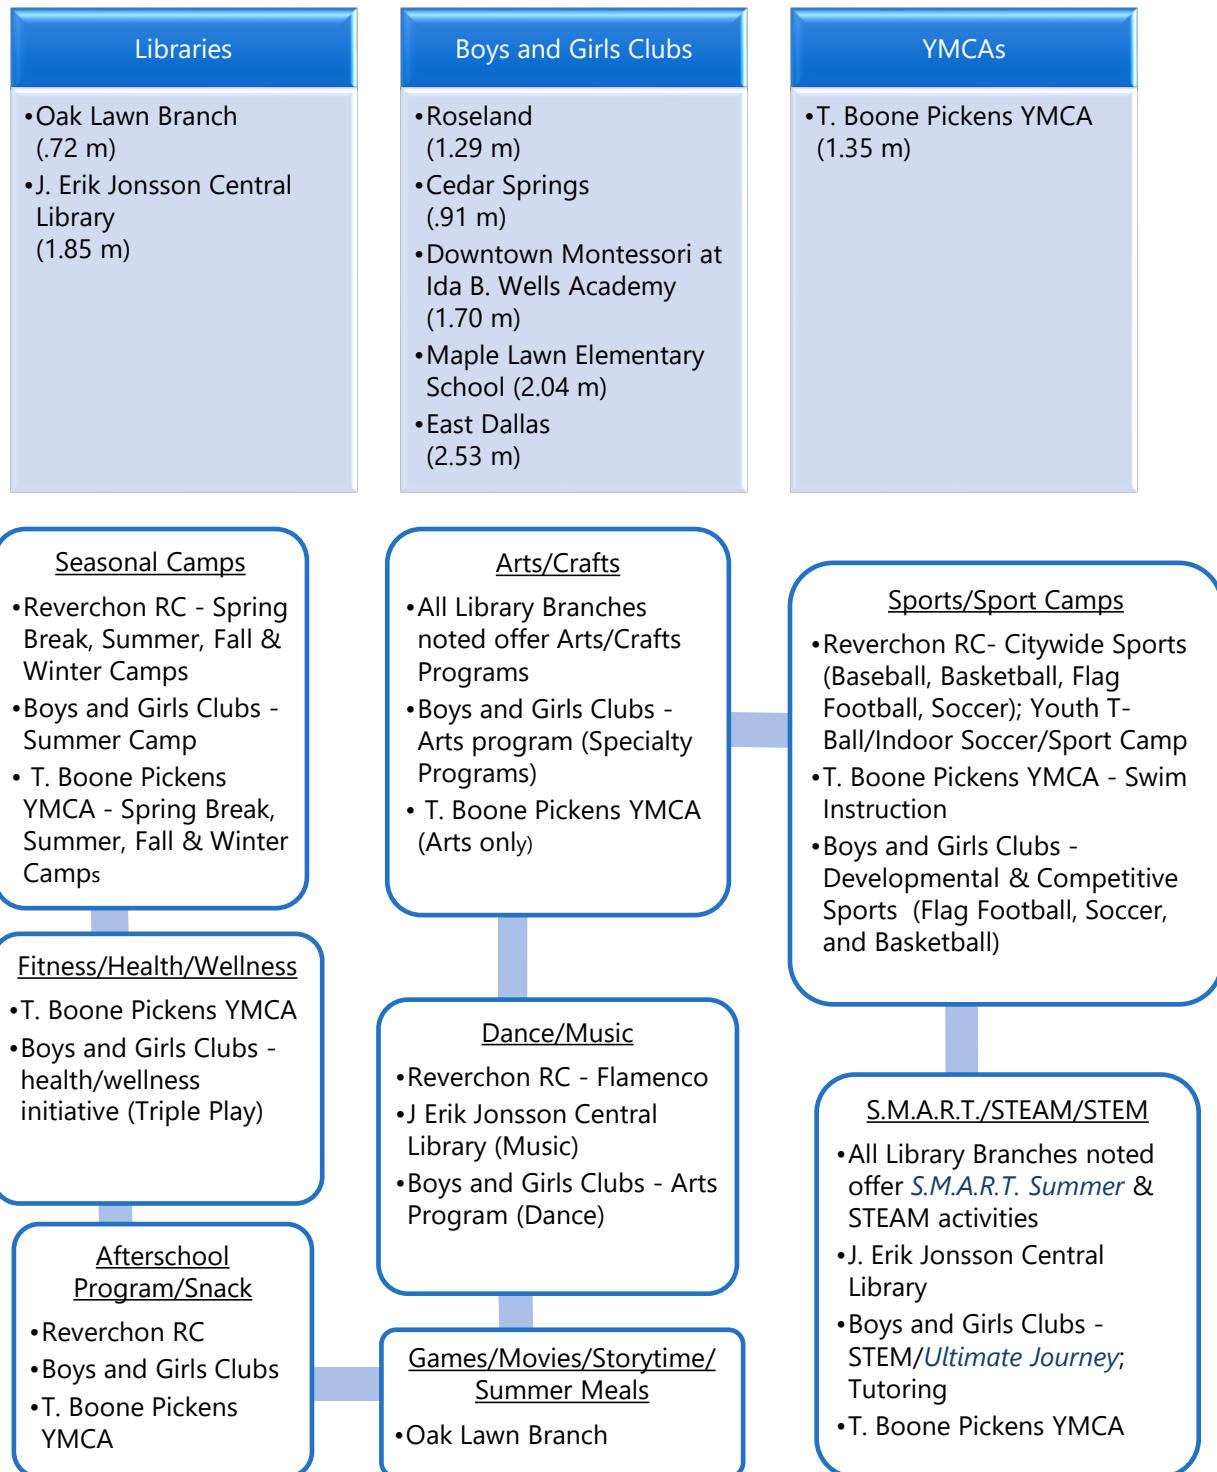 Libraries
•Oak Lawn Branch
(.72 m)
•J. Erik Jonsson Central
Library
(1.85 m)
Boys and Girls Clubs
•Roseland
(1.29 m)
•Cedar Springs
(.91 m)
•Downtown Montessori at
Ida B. Wells Academy
(1.70 m)
•Maple Lawn Elementary
School (2.04 m)
•East Dallas
(2.53 m)
YMCAs
•T. Boone Pickens YMCA
(1.35 m)
Seasonal Camps
•Reverchon RC - Spring
Break, Summer, Fall &
Winter Camps
•Boys and Girls Clubs -
Summer Camp
• T. Boone Pickens
YMCA - Spring Break,
Summer, Fall & Winter
Camps
Fitness/Health/Wellness
•T. Boone Pickens YMCA
•Boys and Girls Clubs -
health/wellness
initiative (Triple Play)
Afterschool
Program/Snack
•Reverchon RC
•Boys and Girls Clubs
•T. Boone Pickens
YMCA
Arts/Crafts
•All Library Branches
noted offer Arts/Crafts
Programs
•Boys and Girls Clubs -
Arts program (Specialty
Programs)
• T. Boone Pickens YMCA
(Arts only)
Dance/Music
•Reverchon RC - Flamenco
•J Erik Jonsson Central
Library (Music)
•Boys and Girls Clubs - Arts
Program (Dance)
Games/Movies/Storytime/
Summer Meals
•Oak Lawn Branch
Sports/Sport Camps
•Reverchon RC- Citywide Sports
(Baseball, Basketball, Flag
Football, Soccer); Youth T-
Ball/Indoor Soccer/Sport Camp
•T. Boone Pickens YMCA - Swim
Instruction
•Boys and Girls Clubs -
Developmental & Competitive
Sports  (Flag Football, Soccer,
and Basketball)
S.M.A.R.T./STEAM/STEM
•All Library Branches noted
offer S.M.A.R.T. Summer &
STEAM activities
•J. Erik Jonsson Central
Library
•Boys and Girls Clubs -
STEM/Ultimate Journey;
Tutoring
•T. Boone Pickens YMCA